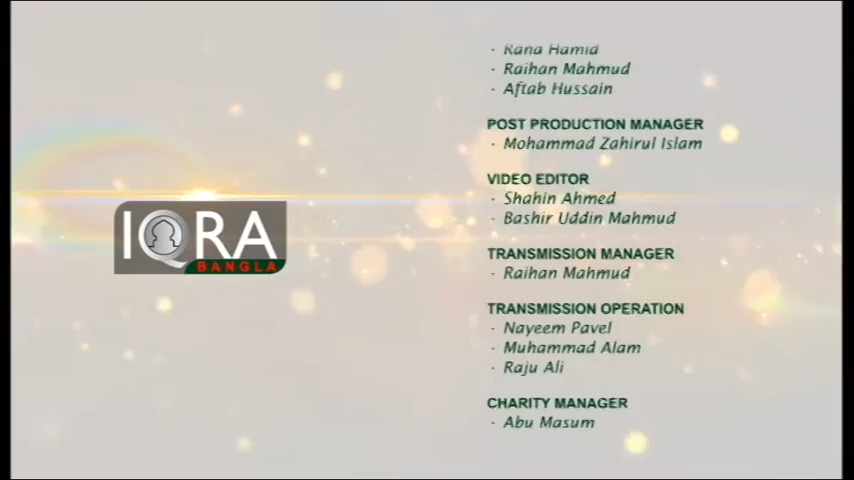 IQRA
BANGLA
- Rana Hamid
- Raihan Mahmud
- Aftab Hussain
POST PRODUCTION MANAGER
- Mohammad Zahirul Islam
VIDEO EDITOR
- Shahin Ahmed
- Bashir Uddin Mahmud
TRANSMISSION MANAGER
- Raihan Mahmud
TRANSMISSION OPERATION
- Nayeem Pavel
- Muhammad Alam
- Raju Ali
CHARITY MANAGER
- Abu Masum